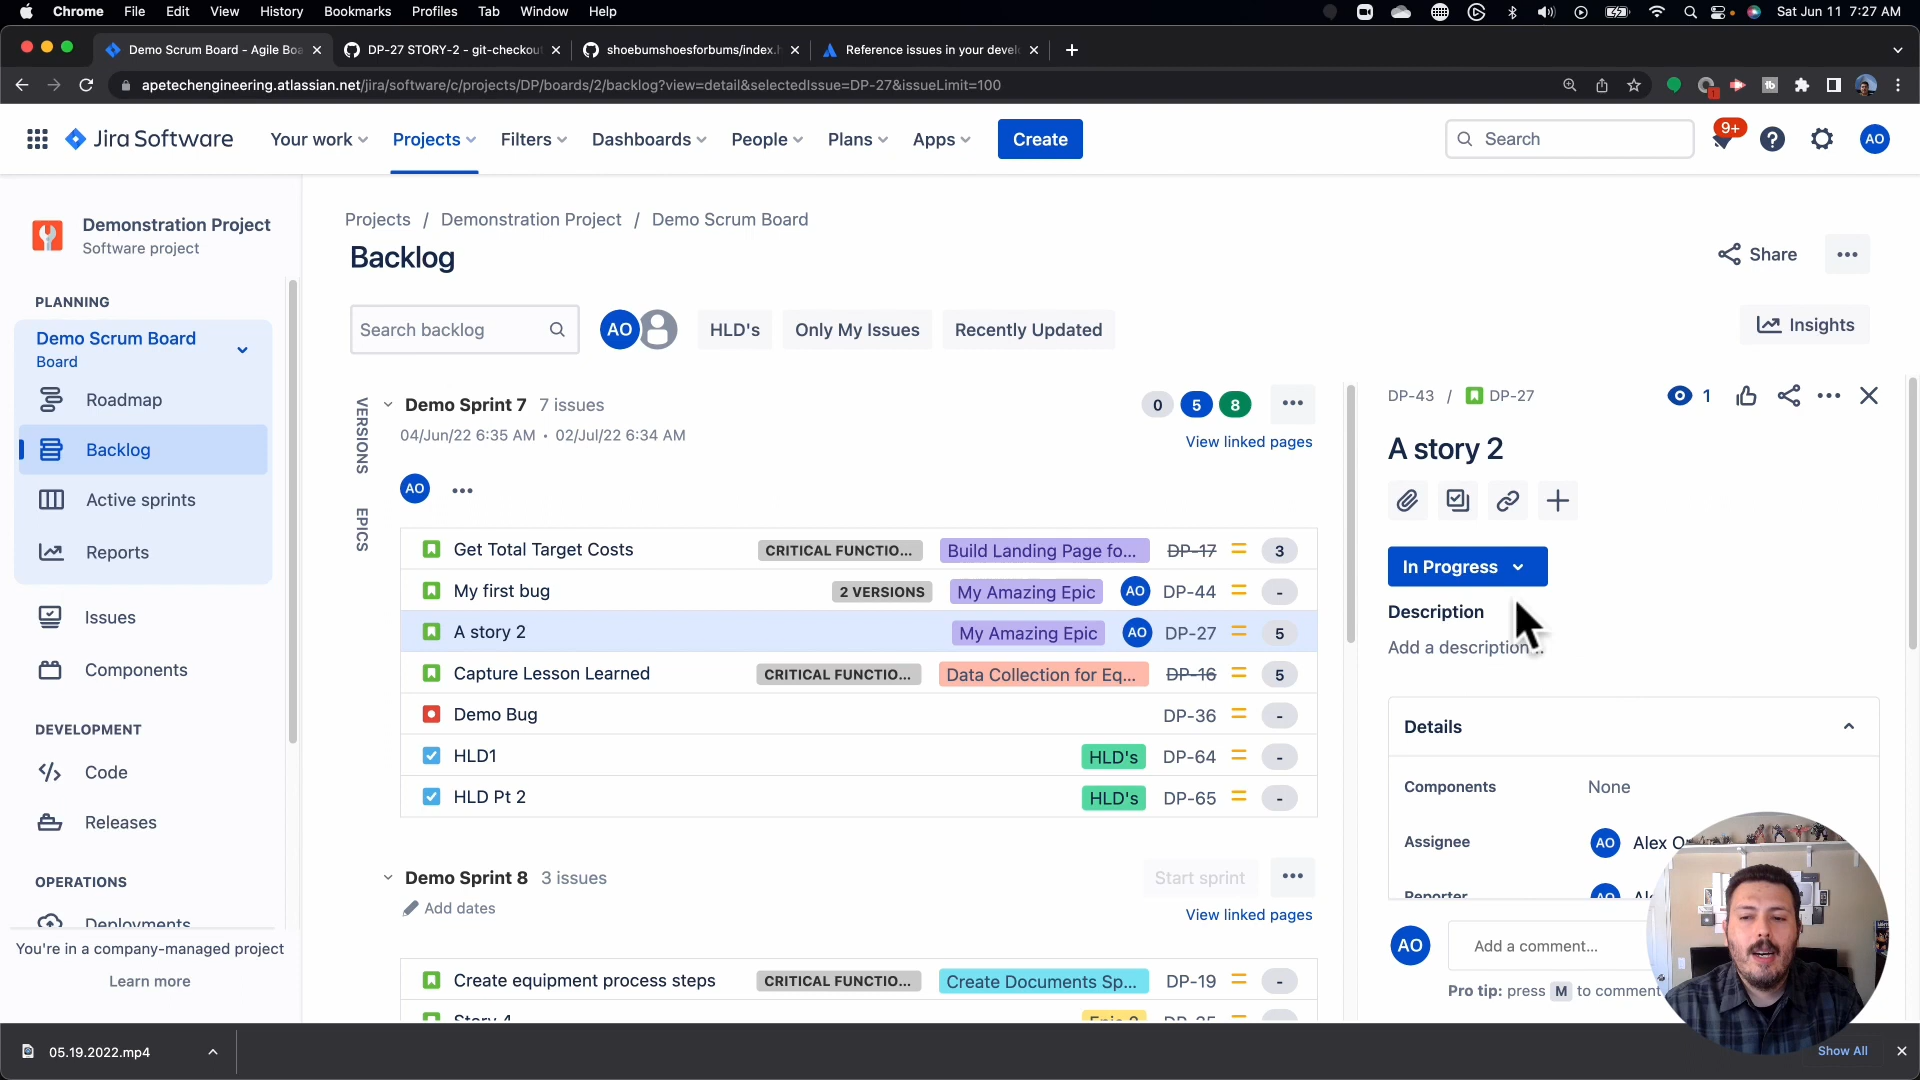 Chrome File Edit View History Bookmarks Profiles Tab Window Help
Sat Jun 11 7:27 AM
Demo Scrum Board - Agile Boa
DP-27 STORY-2 - git-checkout
shoebumshoesforbums/index.h
Reference issues in your devel
apetechengineering.atlassian.net/jira/software/c/projects/DP/boards/2/backlog?view=detail&selectedIssue=DP-27&issueLimit=100
Jira Software
Your work
Projects
Filters
Dashboards
People
Plans
Apps
Create
Search
9+
AO
Demonstration Project
Software project
PLANNING
Demo Scrum Board
Board
Roadmap
Backlog
Active sprints
Reports
Issues
Components
DEVELOPMENT
Code
Releases
OPERATIONS
Deployments
You're in a company-managed project
Learn more
Projects / Demonstration Project / Demo Scrum Board
Backlog
Share
Search backlog
AO
HLD's
Only My Issues
Recently Updated
Insights
VERSIONS
EPICS
Demo Sprint 7 7 issues
0 5 8
04/Jun/22 6:35 AM • 02/Jul/22 6:34 AM
View linked pages
AO
Get Total Target Costs CRITICAL FUNCTIO... Build Landing Page fo... DP-17 3
My first bug 2 VERSIONS My Amazing Epic AO DP-44 -
A story 2 My Amazing Epic AO DP-27 5
Capture Lesson Learned CRITICAL FUNCTIO... Data Collection for Eq... DP-16 5
Demo Bug DP-36 -
HLD1 HLD's DP-64 -
HLD Pt 2 HLD's DP-65 -
Demo Sprint 8 3 issues
Start sprint
Add dates
View linked pages
Create equipment process steps CRITICAL FUNCTIO... Create Documents Sp... DP-19 -
Story 4 Epic 2 DP-35
DP-43 / DP-27
1
A story 2
In Progress
Description
Add a description...
Details
Components None
Assignee AO Alex O
Reporter AO Al
AO
Add a comment...
Pro tip: press M to comment
05.19.2022.mp4
Show All